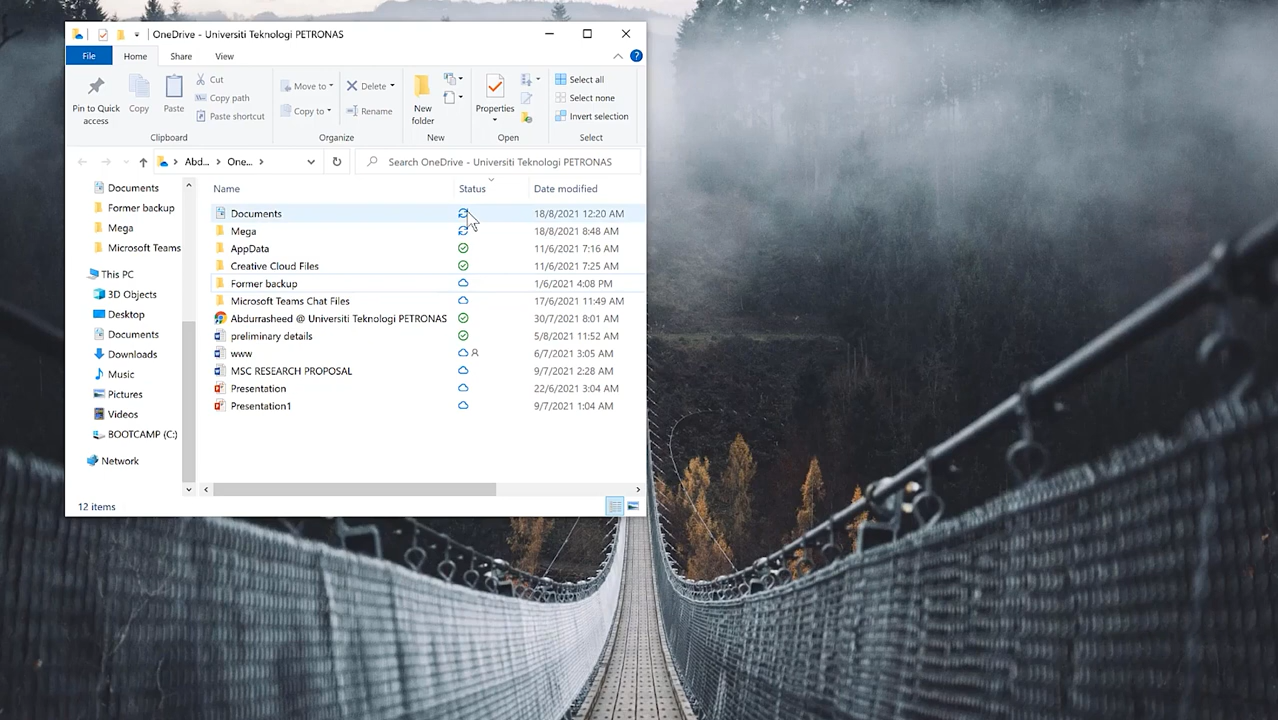 OneDrive - Universiti Teknologi PETRONAS
File Home Share View
Pin to Quick access
Copy
Paste
Cut
Copy path
Paste shortcut
Clipboard
Move to
Copy to
Delete
Rename
Organize
New folder
New
Properties
Open
Select all
Select none
Invert selection
Select
Abd... One...
Search OneDrive - Universiti Teknologi PETRONAS
Documents
Former backup
Mega
Microsoft Teams
This PC
3D Objects
Desktop
Documents
Downloads
Music
Pictures
Videos
BOOTCAMP (C:)
Network
Name Status Date modified
Documents 18/8/2021 12:20 AM
Mega 18/8/2021 8:48 AM
AppData 11/6/2021 7:16 AM
Creative Cloud Files 11/6/2021 7:25 AM
Former backup 1/6/2021 4:08 PM
Microsoft Teams Chat Files 17/6/2021 11:49 AM
Abdurrasheed @ Universiti Teknologi PETRONAS 30/7/2021 8:01 AM
preliminary details 5/8/2021 11:52 AM
www 6/7/2021 3:05 AM
MSC RESEARCH PROPOSAL 9/7/2021 2:28 AM
Presentation 22/6/2021 3:04 AM
Presentation1 9/7/2021 1:04 AM
12 items